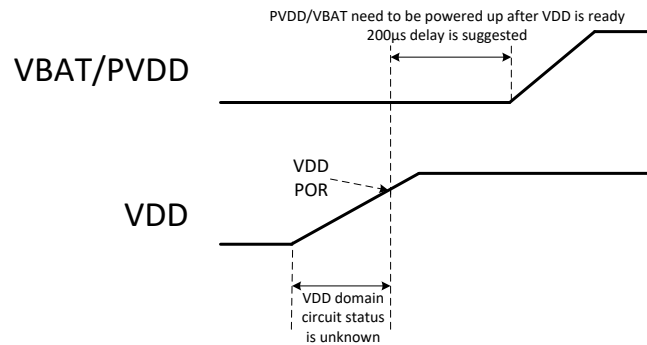 PVDD/VBAT need to be powered up after VDD is ready
200µs delay is suggested
VBAT/PVDD
VDD
POR
VDD
VDD domain
circuit status
is unknown